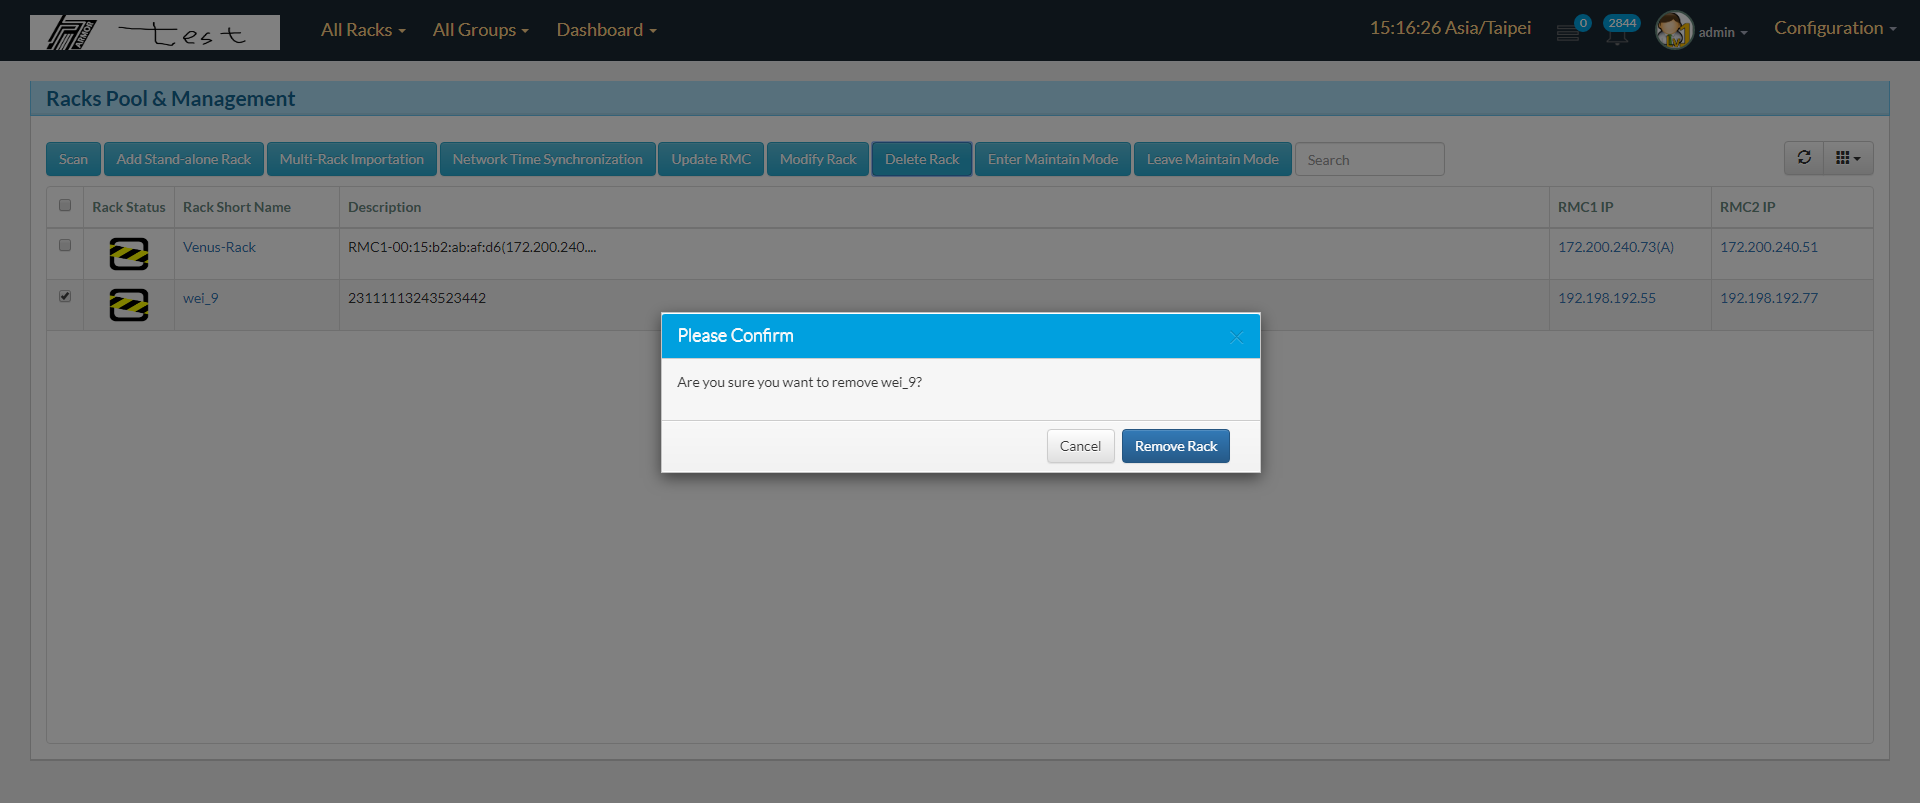 ARMOR test All Racks All Groups Dashboard 15:16:26 Asia/Taipei 0 2844 admin Configuration
Racks Pool & Management
Scan Add Stand-alone Rack Multi-Rack Importation Network Time Synchronization Update RMC Modify Rack Delete Rack Enter Maintain Mode Leave Maintain Mode Search
Rack Status Rack Short Name Description RMC1 IP RMC2 IP
Venus-Rack RMC1-00:15:b2:ab:af:d6(172.200.240.... 172.200.240.73(A) 172.200.240.51
wei_9 23111113243523442 192.198.192.55 192.198.192.77
Please Confirm
Are you sure you want to remove wei_9?
Cancel Remove Rack